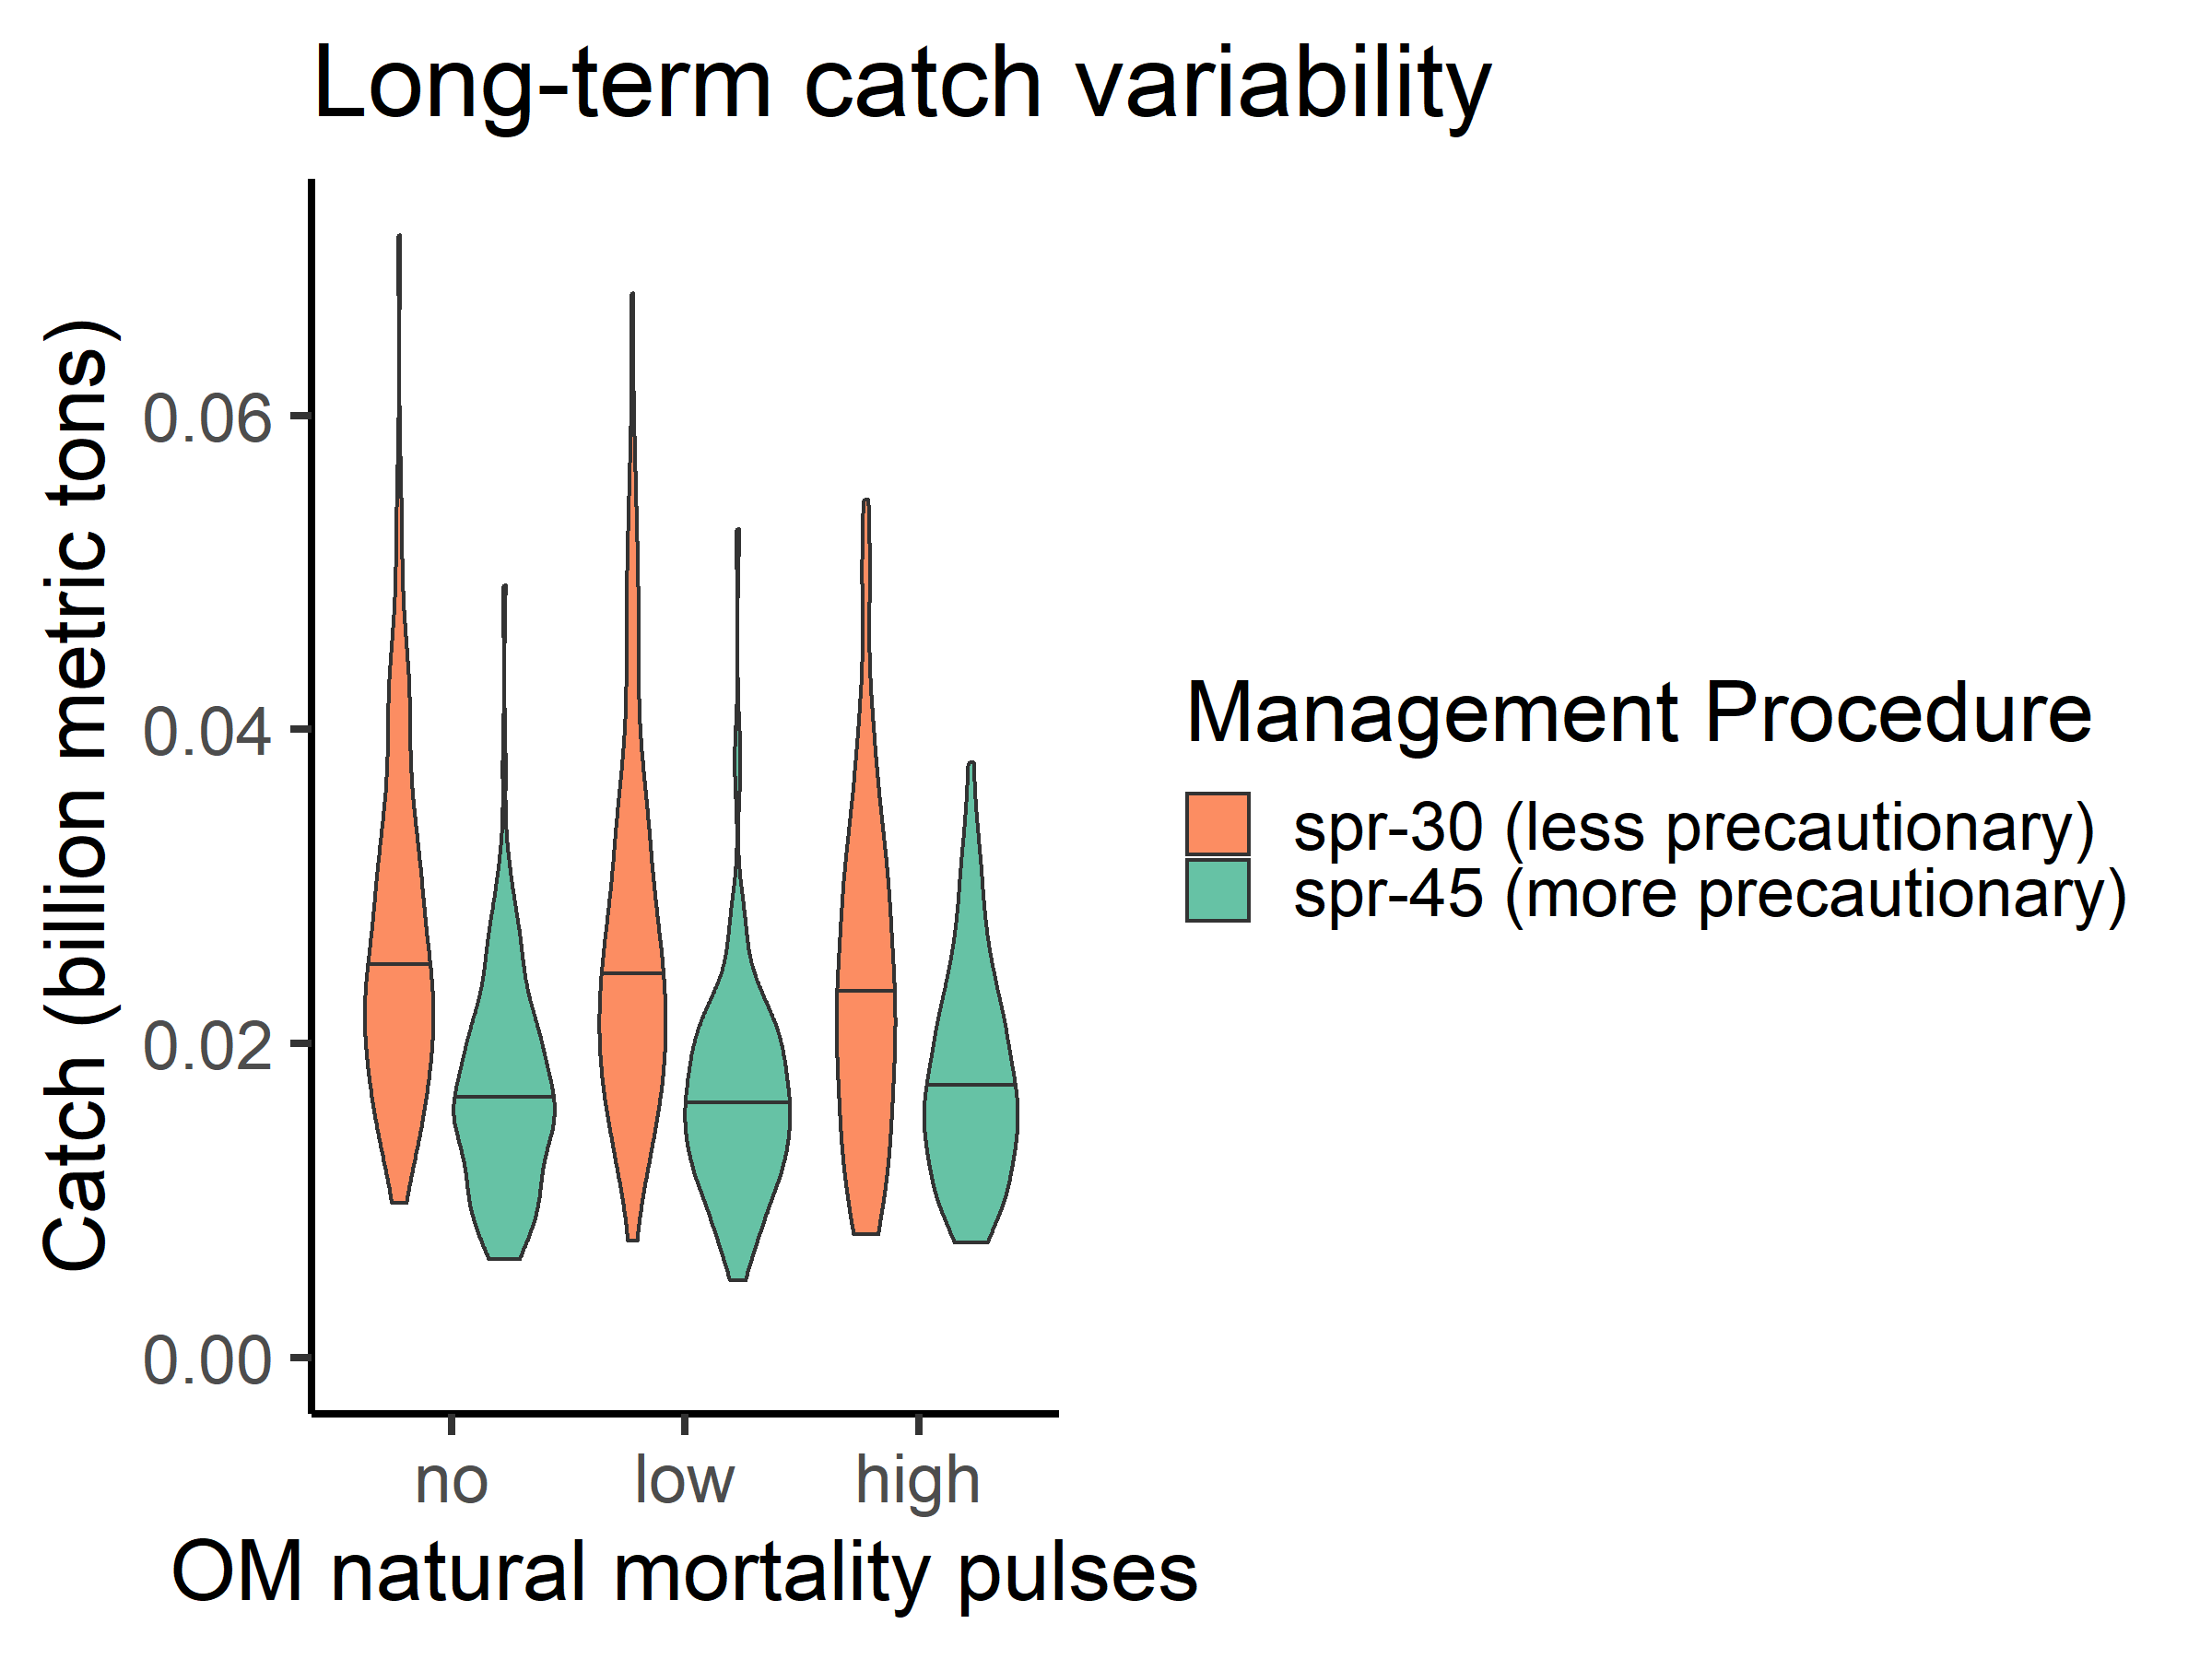 Long-term catch variability
Catch (billion metric tons)
0.06
0.04
0.02
0.00
no
low
high
OM natural mortality pulses
Management Procedure
spr-30 (less precautionary)
spr-45 (more precautionary)